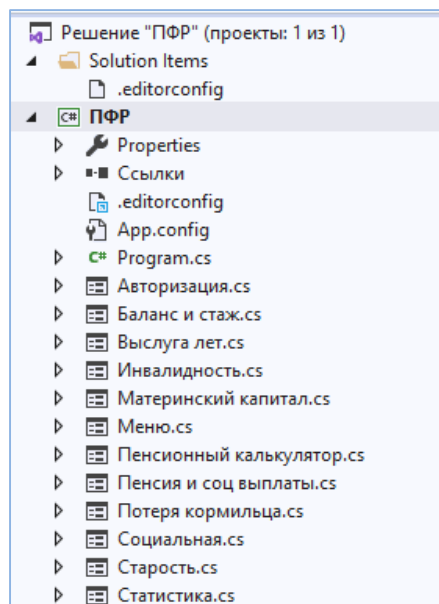 Решение "ПФР" (проекты: 1 из 1)
Solution Items
.editorconfig
C# ПФР
Properties
Ссылки
.editorconfig
App.config
C# Program.cs
Авторизация.cs
Баланс и стаж.cs
Выслуга лет.cs
Инвалидность.cs
Материнский капитал.cs
Меню.cs
Пенсионный калькулятор.cs
Пенсия и соц выплаты.cs
Потеря кормильца.cs
Социальная.cs
Старость.cs
Статистика.cs